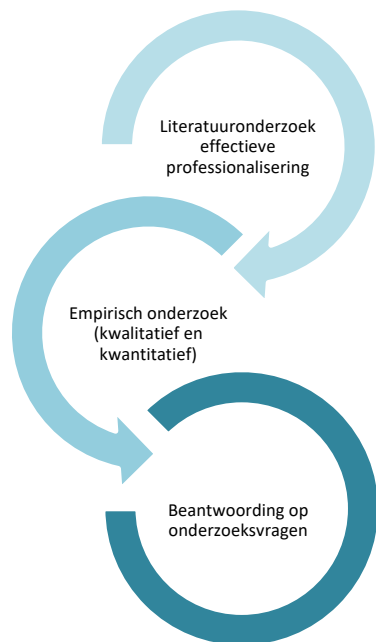 Literatuuronderzoek
effectieve
professionalisering
Empirisch onderzoek
(kwalitatief en
kwantitatief)
Beantwoording op
onderzoeksvragen